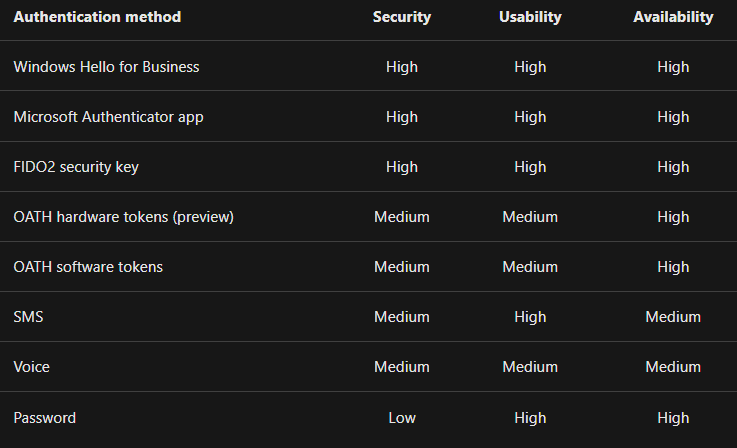 Authentication method Security Usability Availability
Windows Hello for Business High High High
Microsoft Authenticator app High High High
FIDO2 security key High High High
OATH hardware tokens (preview) Medium Medium High
OATH software tokens Medium Medium High
SMS Medium High Medium
Voice Medium Medium Medium
Password Low High High